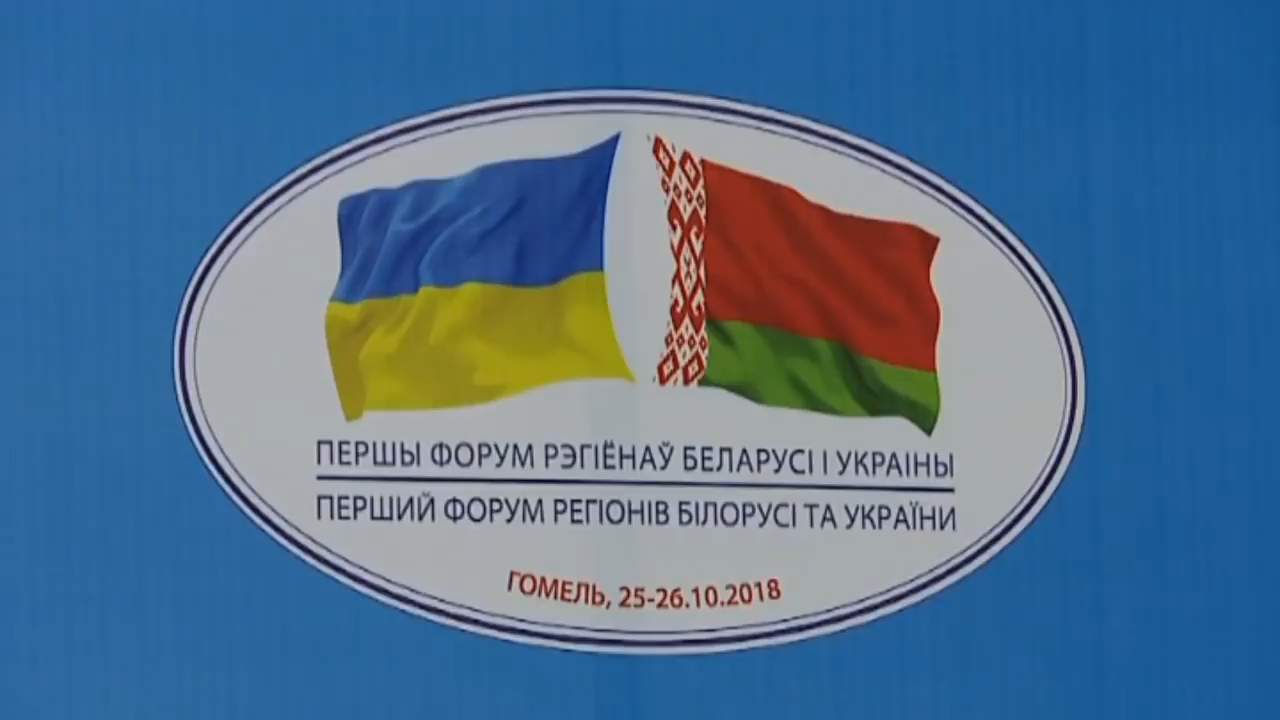 ПЕРШЫ ФОРУМ РЭГІЁНАЎ БЕЛАРУСІ І УКРАІНЫ
ПЕРШИЙ ФОРУМ РЕГІОНІВ БІЛОРУСІ ТА УКРАЇНИ
ГОМЕЛЬ, 25-26.10.2018